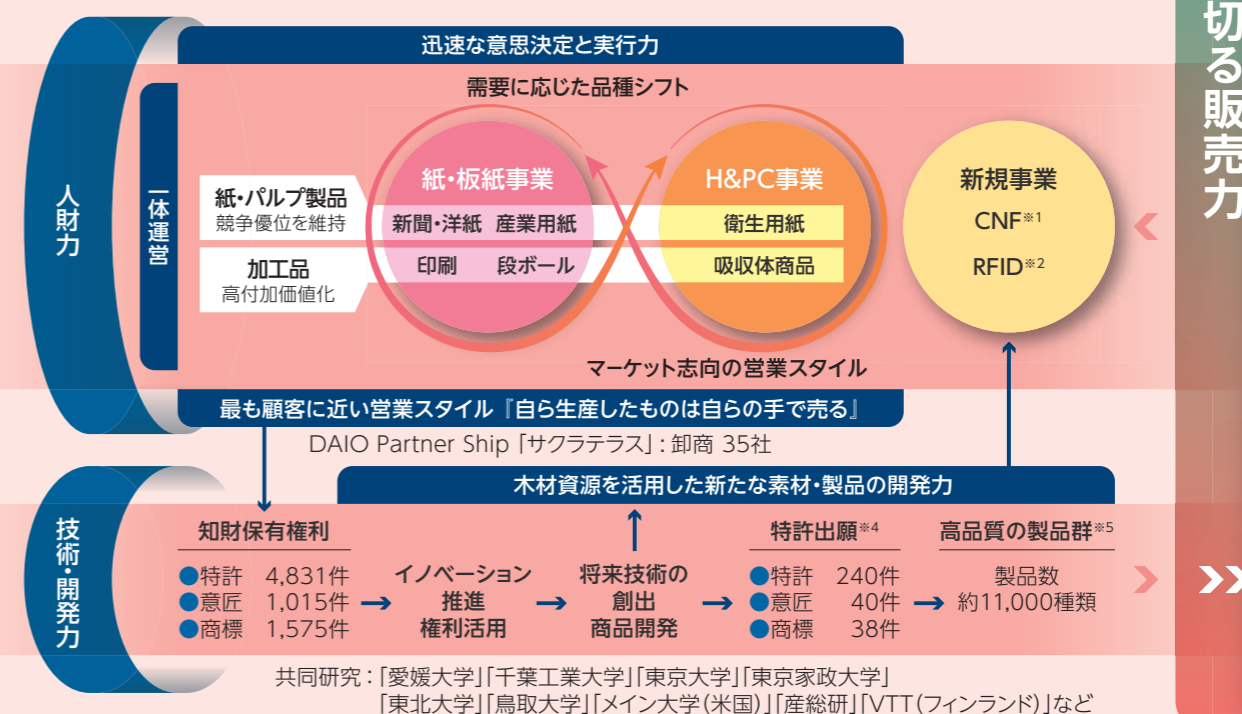 切る販売力
迅速な意思決定と実行力
需要に応じた品種シフト
人財力
一体運営
紙・パルプ製品
競争優位を維持
加工品
高付加価値化
紙・板紙事業
新聞・洋紙 産業用紙
印刷 段ボール
H&PC事業
衛生用紙
吸収体商品
新規事業
CNF※1
RFID※2
マーケット志向の営業スタイル
最も顧客に近い営業スタイル『自ら生産したものは自らの手で売る』
DAIO Partner Ship「サクラテラス」:卸商 35社
木材資源を活用した新たな素材・製品の開発力
技術・開発力
知財保有権利
●特許 4,831件
●意匠 1,015件
●商標 1,575件
イノベーション
推進
権利活用
将来技術の
創出
商品開発
特許出願※4
●特許 240件
●意匠 40件
●商標 38件
高品質の製品群※5
製品数
約11,000種類
共同研究:「愛媛大学」「千葉工業大学」「東京大学」「東京家政大学」
「東北大学」「鳥取大学」「メイン大学(米国)」「産総研」「VTT(フィンランド)」など